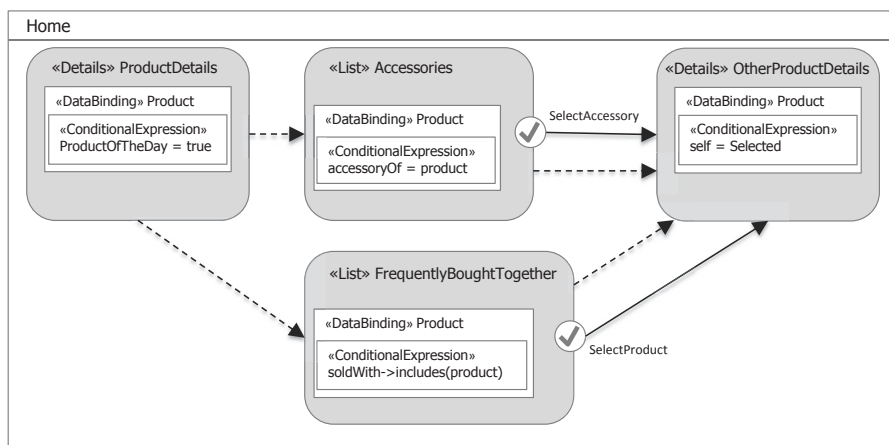 Home
«Details» ProductDetails
«DataBinding» Product
«ConditionalExpression»
ProductOfTheDay = true
«List» Accessories
«DataBinding» Product
«ConditionalExpression»
accessoryOf = product
SelectAccessory
«Details» OtherProductDetails
«DataBinding» Product
«ConditionalExpression»
self = Selected
«List» FrequentlyBoughtTogether
«DataBinding» Product
«ConditionalExpression»
soldWith->includes(product)
SelectProduct